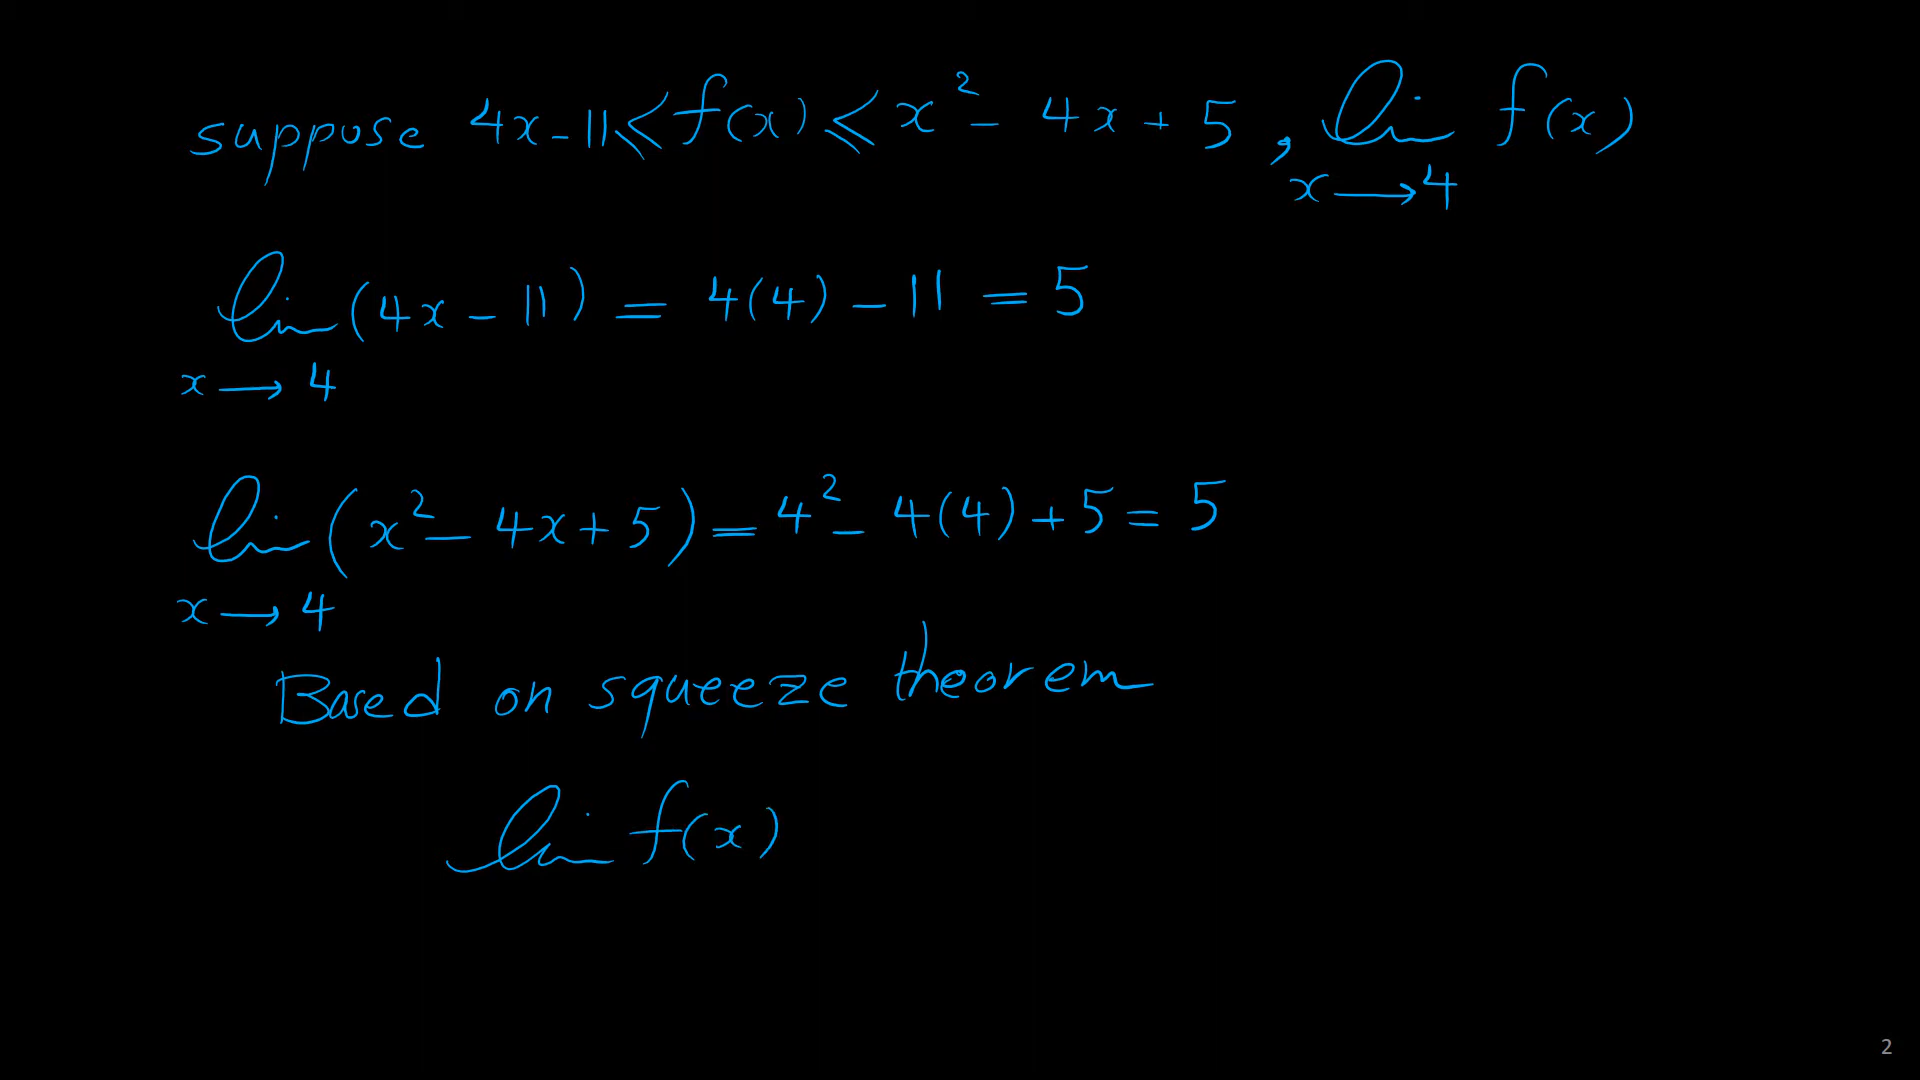 suppose 4x-11⩽f(x)⩽x² - 4x + 5, lim f(x)
x→4
lim (4x - 11) = 4(4) - 11 = 5
x → 4
lim (x² - 4x + 5) = 4² - 4(4) + 5 = 5
x → 4
Based on squeeze theorem
lim f(x)
2